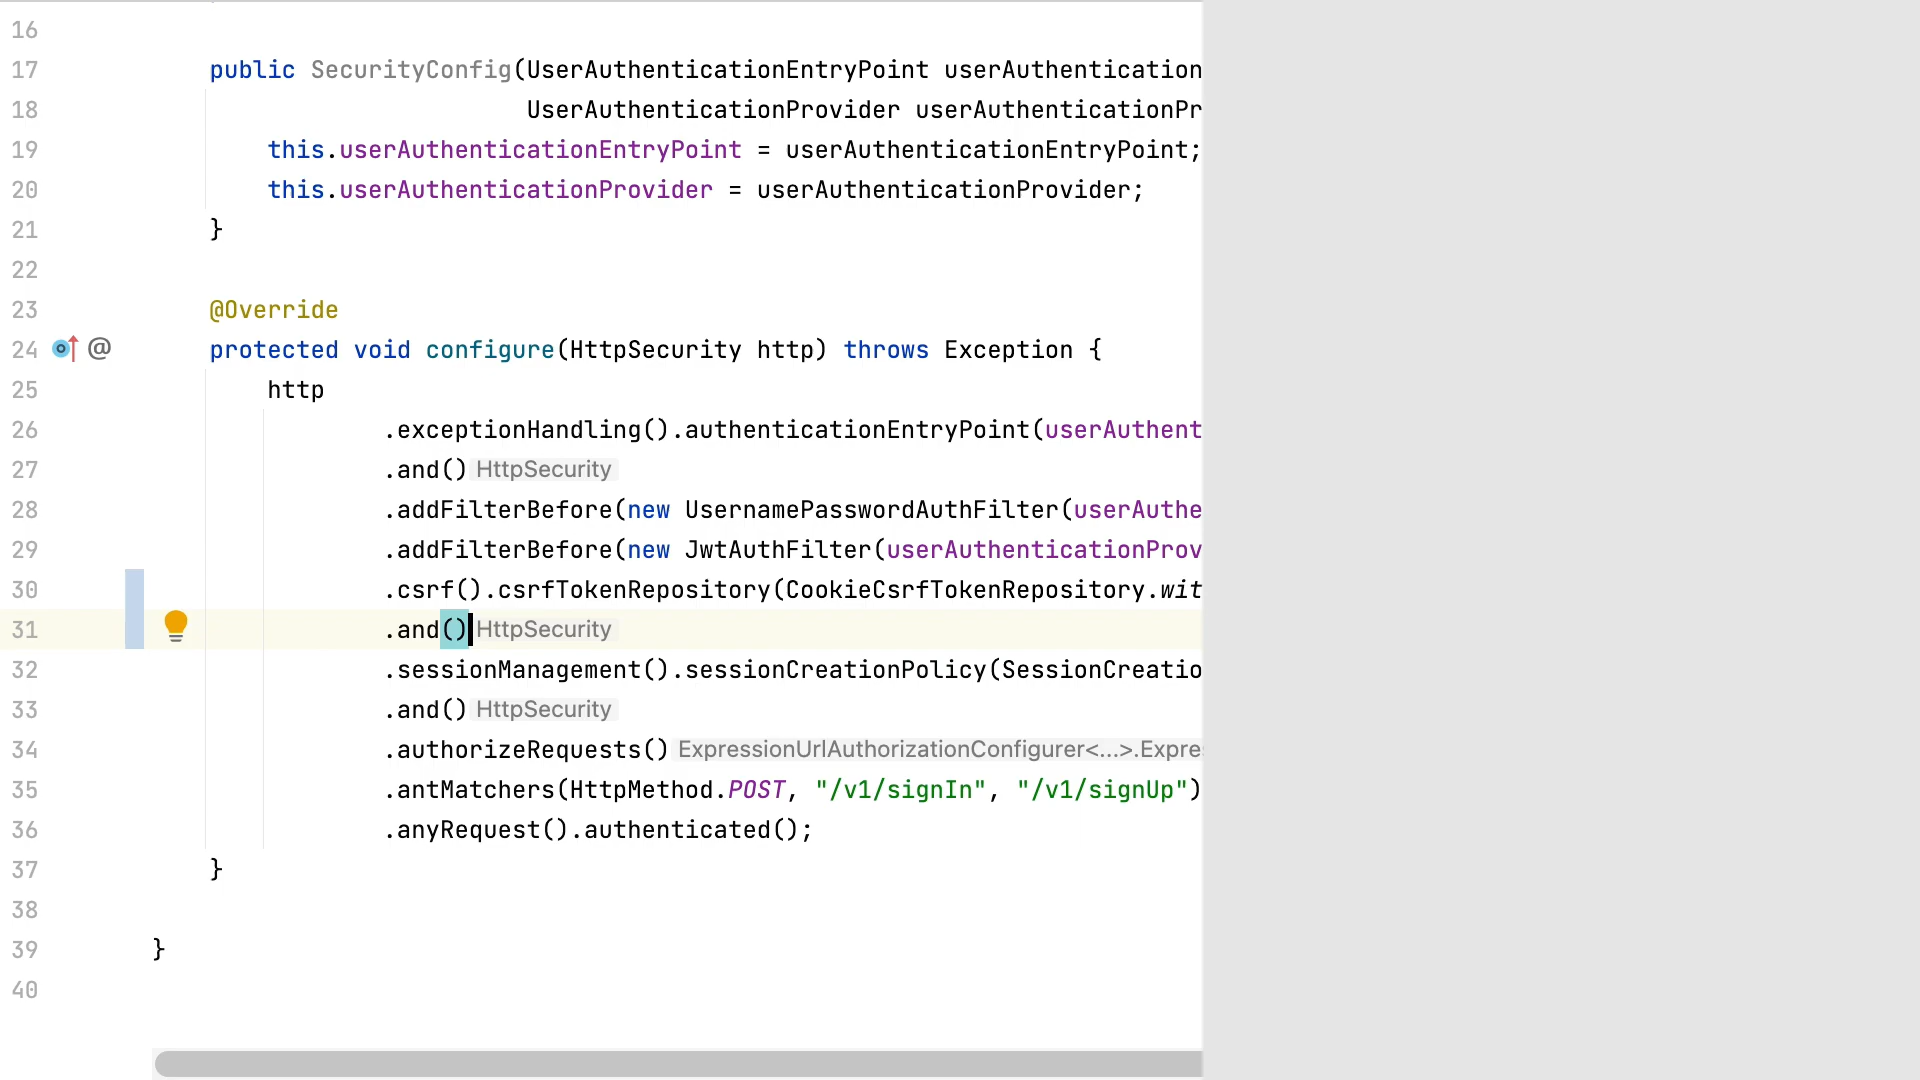 16
17 public SecurityConfig(UserAuthenticationEntryPoint userAuthentication
18 UserAuthenticationProvider userAuthenticationPr
19 this.userAuthenticationEntryPoint = userAuthenticationEntryPoint;
20 this.userAuthenticationProvider = userAuthenticationProvider;
21 }
22
23 @Override
24 @ protected void configure(HttpSecurity http) throws Exception {
25 http
26 .exceptionHandling().authenticationEntryPoint(userAuthent
27 .and() HttpSecurity
28 .addFilterBefore(new UsernamePasswordAuthFilter(userAuthe
29 .addFilterBefore(new JwtAuthFilter(userAuthenticationProv
30 .csrf().csrfTokenRepository(CookieCsrfTokenRepository.wit
31 .and() HttpSecurity
32 .sessionManagement().sessionCreationPolicy(SessionCreatio
33 .and() HttpSecurity
34 .authorizeRequests() ExpressionUrlAuthorizationConfigurer<...>.Expre
35 .antMatchers(HttpMethod.POST, "/v1/signIn", "/v1/signUp")
36 .anyRequest().authenticated();
37 }
38
39 }
40